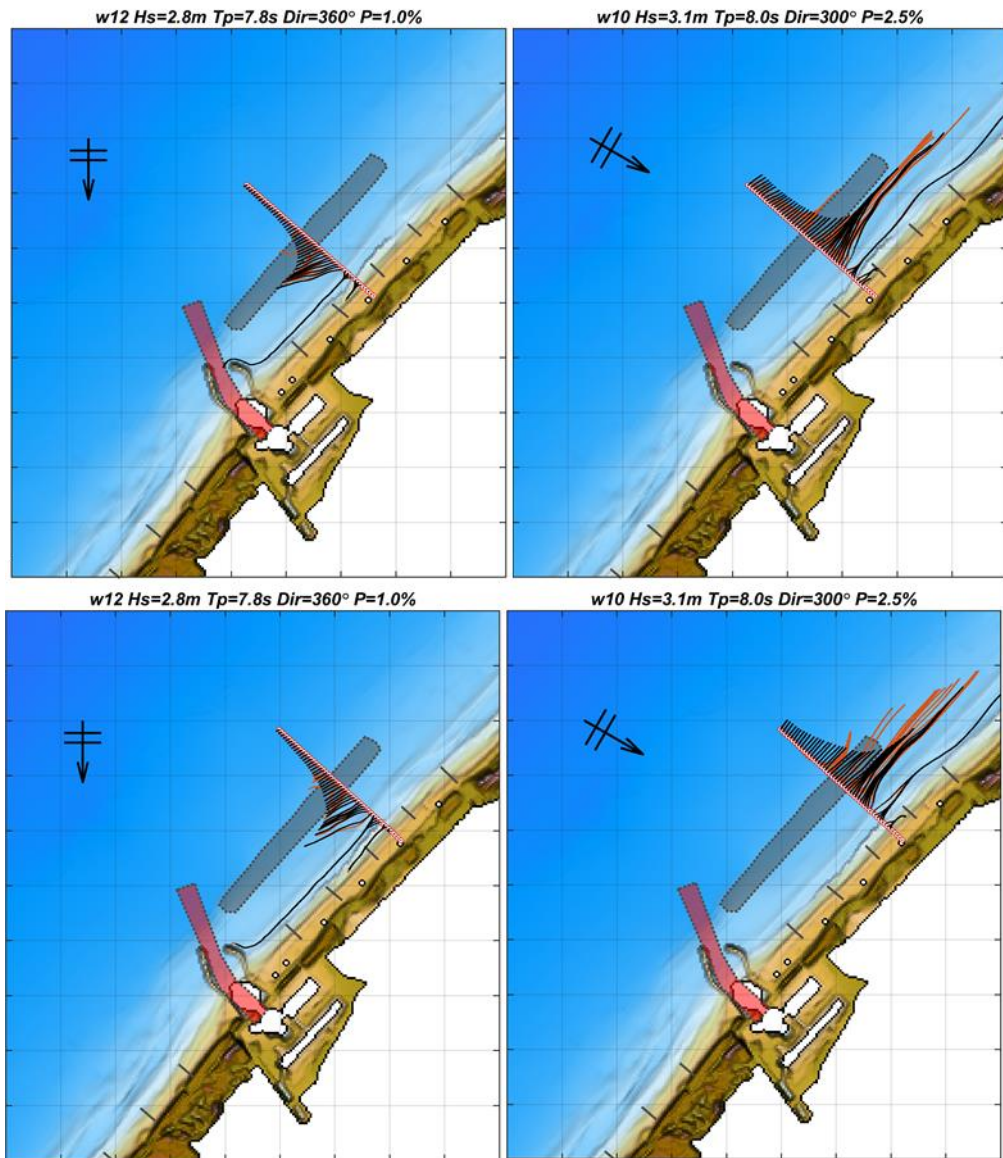 w12 Hs=2.8m Tp=7.8s Dir=360° P=1.0%
w10 Hs=3.1m Tp=8.0s Dir=300° P=2.5%
w12 Hs=2.8m Tp=7.8s Dir=360° P=1.0%
w10 Hs=3.1m Tp=8.0s Dir=300° P=2.5%